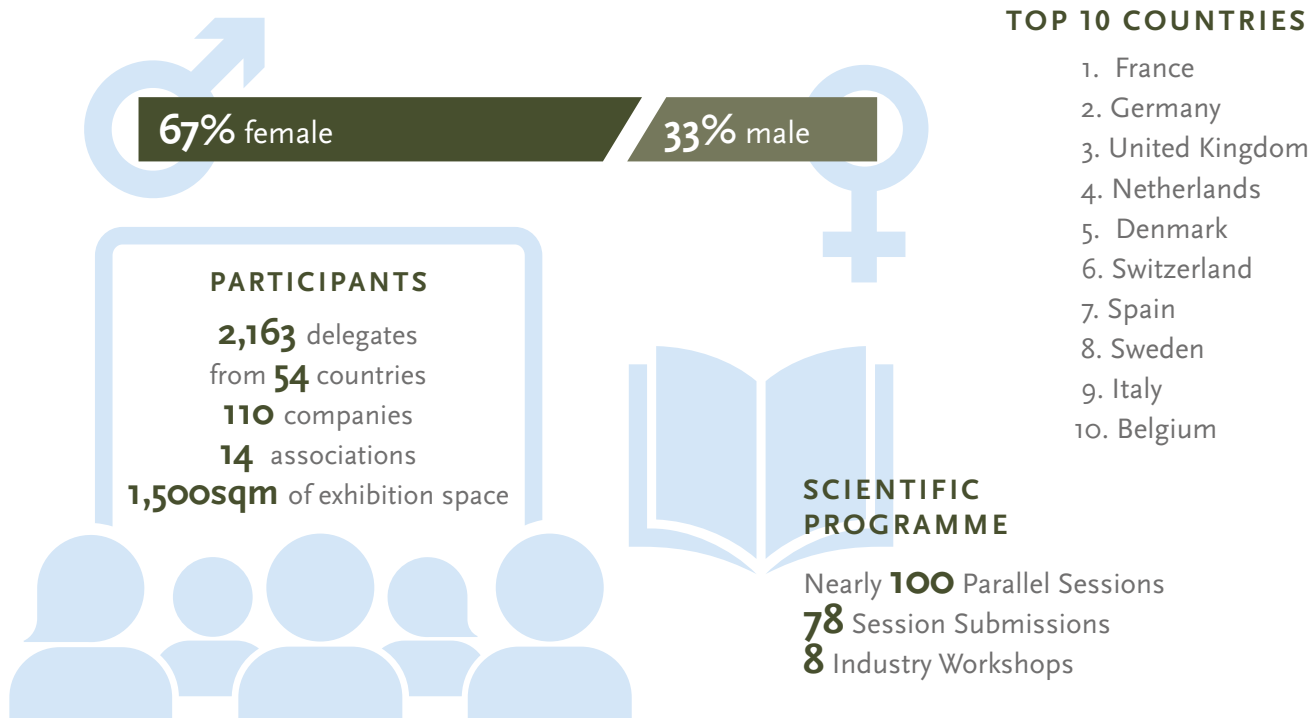 67% female
33% male
PARTICIPANTS
2,163 delegates
from 54 countries
110 companies
14 associations
1,500sqm of exhibition space
TOP 10 COUNTRIES
1. France
2. Germany
3. United Kingdom
4. Netherlands
5. Denmark
6. Switzerland
7. Spain
8. Sweden
9. Italy
10. Belgium
SCIENTIFIC
PROGRAMME
Nearly 100 Parallel Sessions
78 Session Submissions
8 Industry Workshops